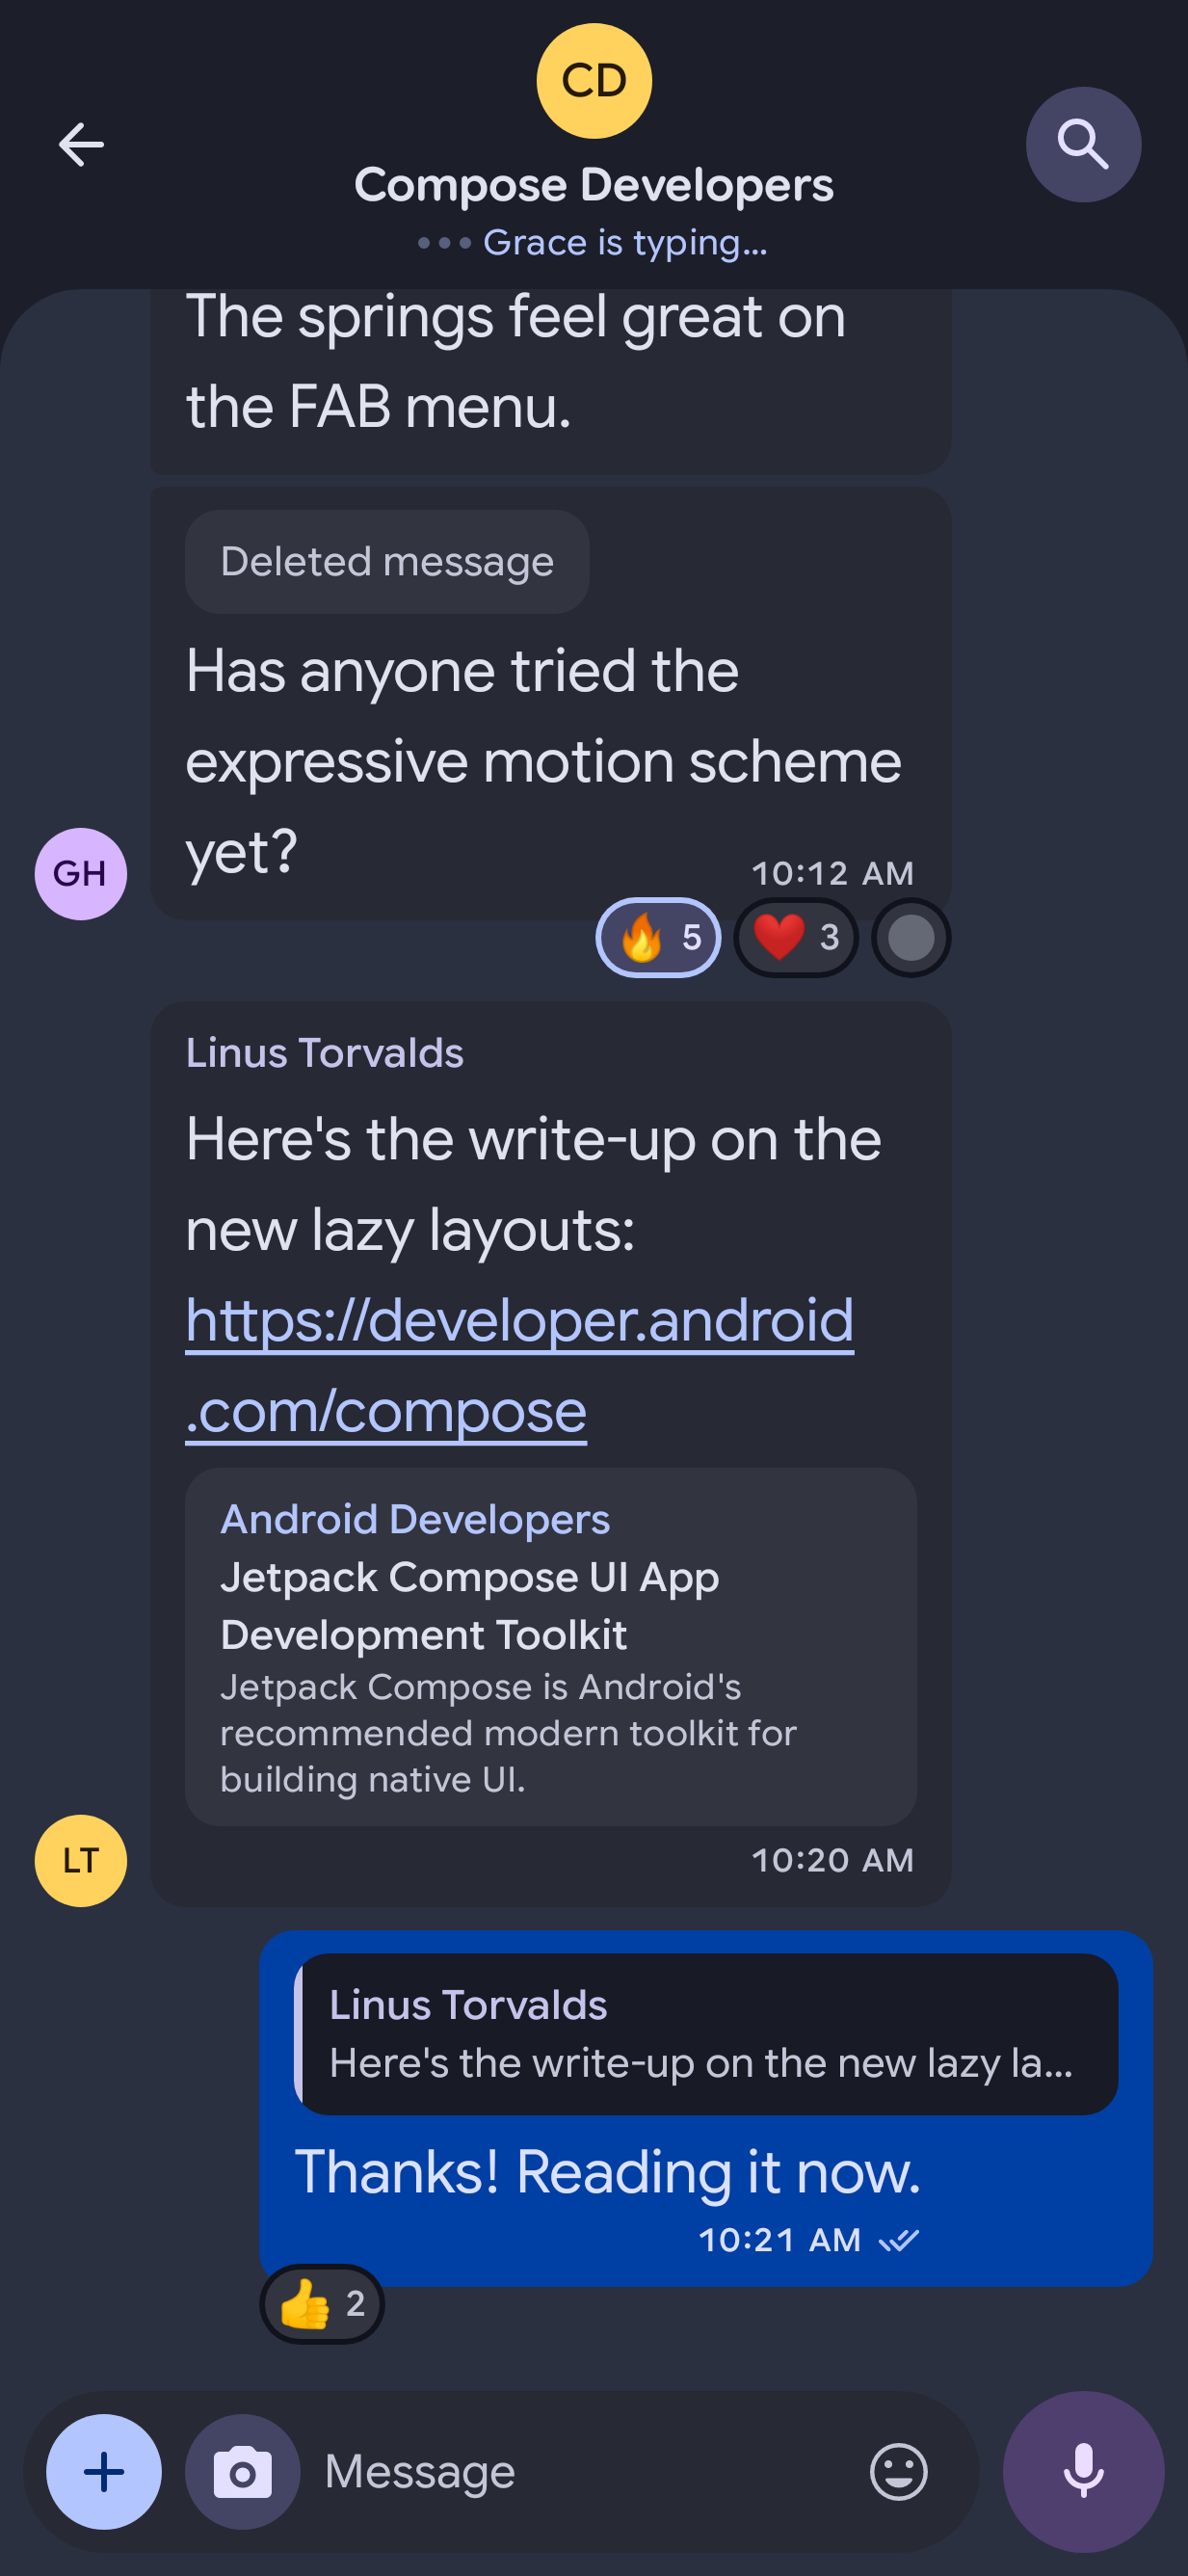 CD
Compose Developers
Grace is typing...
The springs feel great on
the FAB menu.
Deleted message
Has anyone tried the
expressive motion scheme
yet?
GH
10:12 AM
5
3
Linus Torvalds
Here's the write-up on the
new lazy layouts:
https://developer.android
.com/compose
Android Developers
Jetpack Compose UI App
Development Toolkit
Jetpack Compose is Android's
recommended modern toolkit for
building native UI.
LT
10:20 AM
Linus Torvalds
Here's the write-up on the new lazy la...
Thanks! Reading it now.
10:21 AM
2
Message